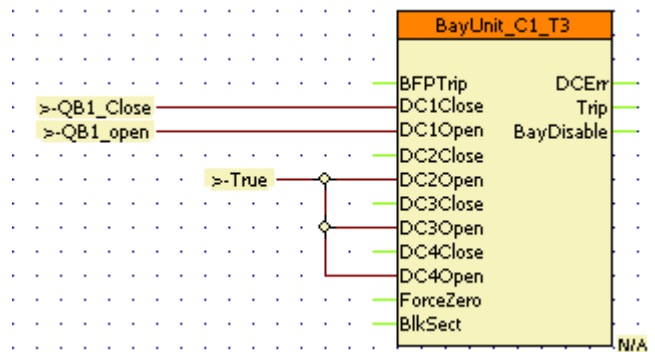 BayUnit_C1_T3
BFPTrip DCErr
>-QB1_Close DC1Close Trip
>-QB1_open DC1Open BayDisable
DC2Close
>-True DC2Open
DC3Close
DC3Open
DC4Close
DC4Open
ForceZero
BlkSect
N/A